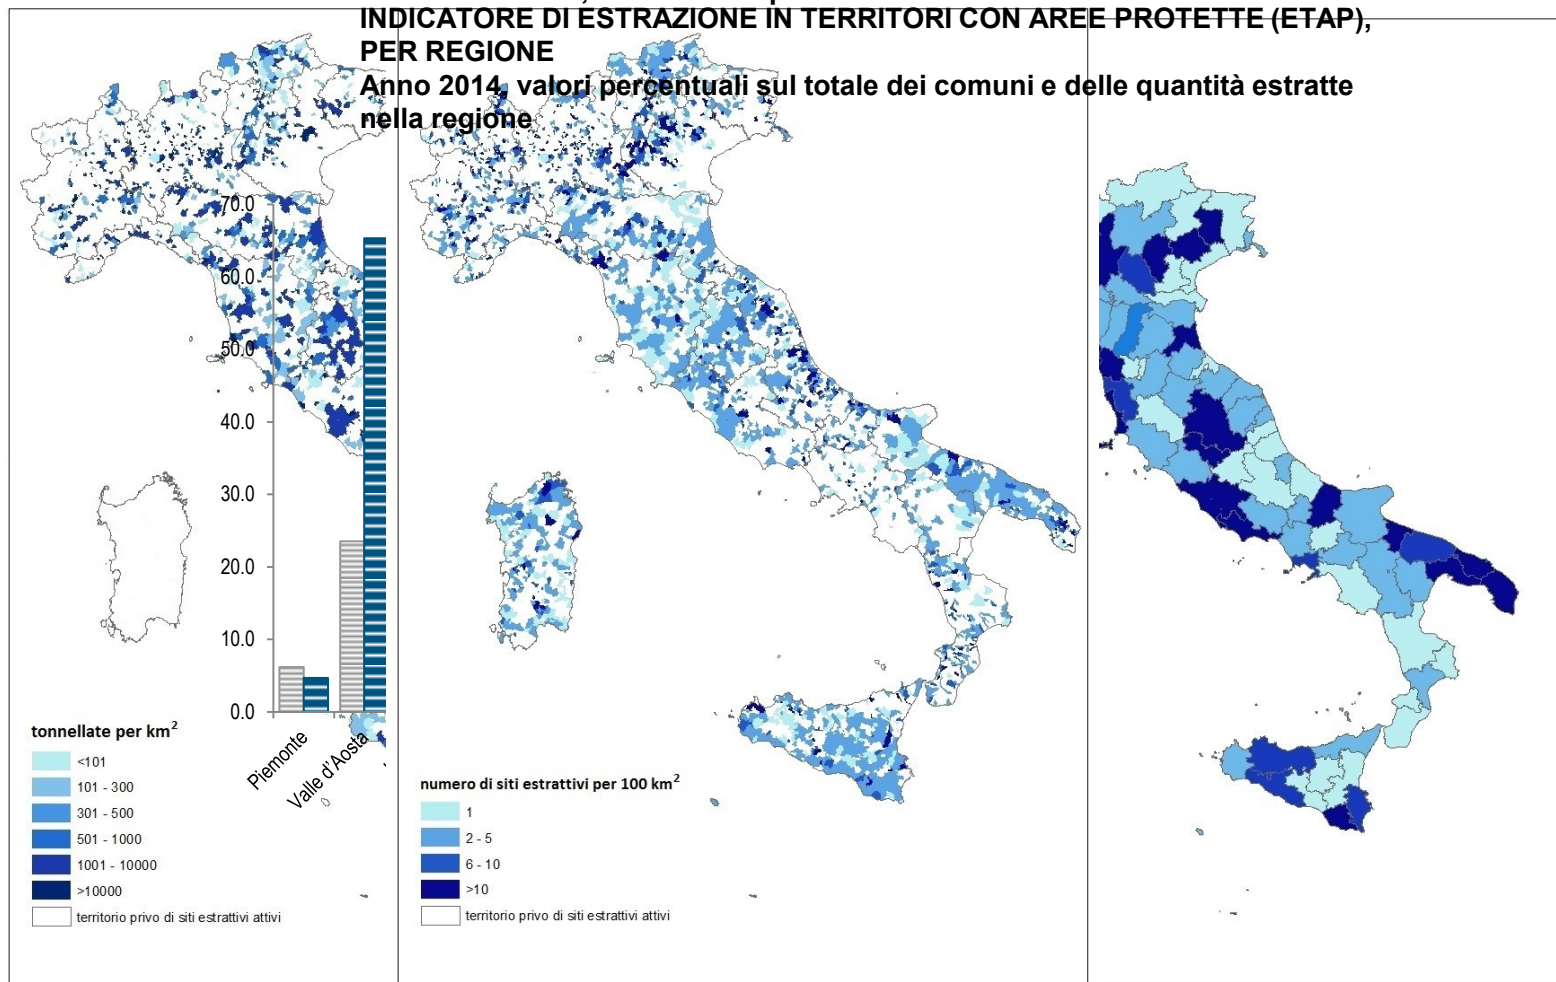 INDICATORE DI ESTRAZIONE IN TERRITORI CON AREE PROTETTE (ETAP),
PER REGIONE
Anno 2014, valori percentuali sul totale dei comuni e delle quantità estratte
nella regione
70.0
60.0
50.0
40.0
30.0
20.0
10.0
0.0
Piemonte
Valle d'Aosta
tonnellate per km²
<101
101 - 300
301 - 500
501 - 1000
1001 - 10000
>10000
territorio privo di siti estrattivi attivi
numero di siti estrattivi per 100 km²
1
2 - 5
6 - 10
>10
territorio privo di siti estrattivi attivi